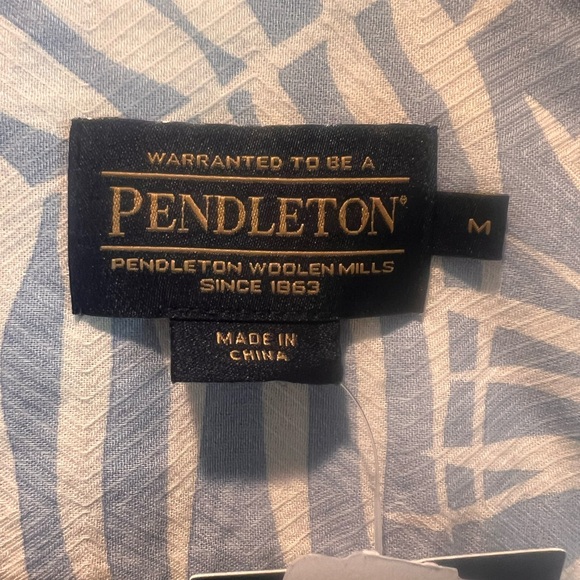 WARRANTED TO BE A
PENDLETON®
PENDLETON WOOLEN MILLS
SINCE 1863
M
MADE IN
CHINA